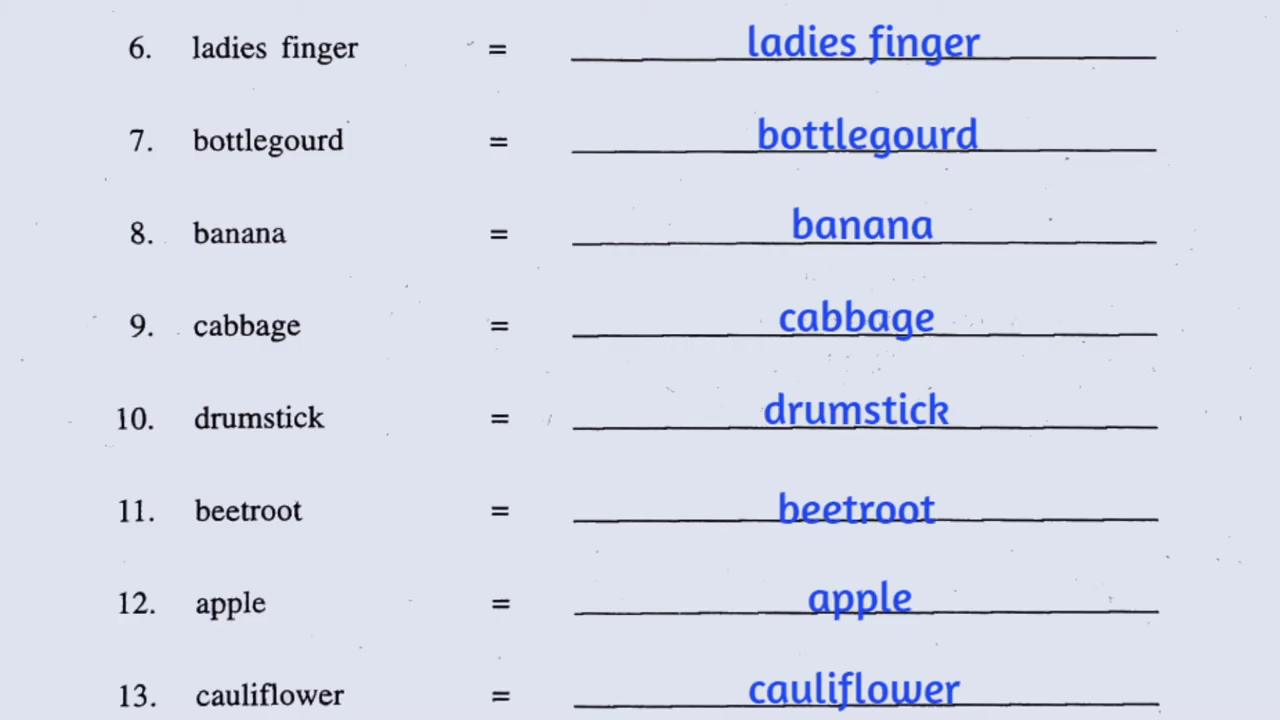 6. ladies finger = ladies finger
7. bottlegourd = bottlegourd
8. banana = banana
9. cabbage = cabbage
10. drumstick = drumstick
11. beetroot = beetroot
12. apple = apple
13. cauliflower = cauliflower